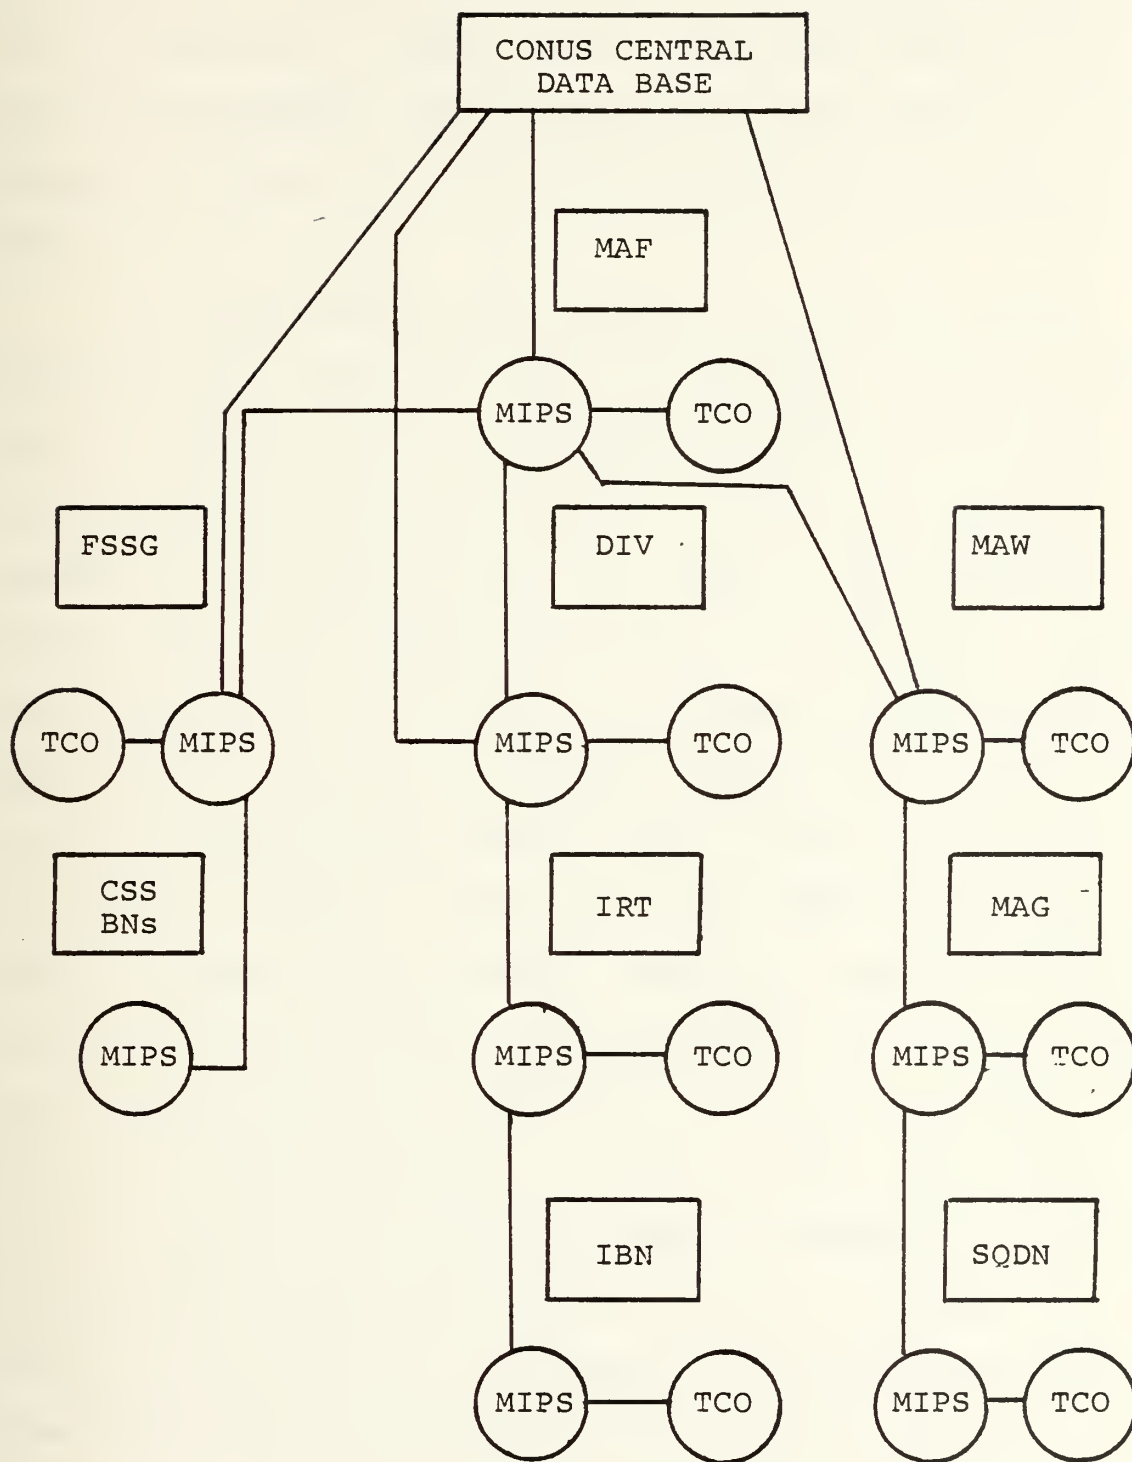 CONUS CENTRAL
DATA BASE
MAF
MIPS
TCO
FSSG
DIV
MAW
TCO
MIPS
MIPS
TCO
MIPS
TCO
CSS
BNs
IRT
MAG
MIPS
MIPS
TCO
MIPS
TCO
IBN
SQDN
MIPS
TCO
MIPS
TCO